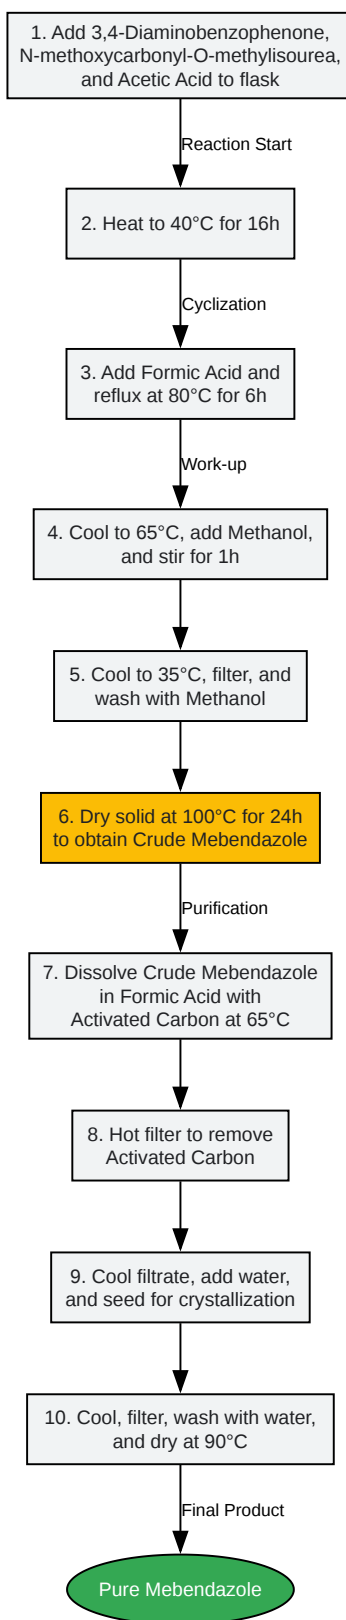 1. Add 3,4-Diaminobenzophenone,
N-methoxycarbonyl-O-methylisourea,
and Acetic Acid to flask
Reaction Start
2. Heat to 40°C for 16h
Cyclization
3. Add Formic Acid and
reflux at 80°C for 6h
Work-up
4. Cool to 65°C, add Methanol,
and stir for 1h
5. Cool to 35°C, filter, and
wash with Methanol
6. Dry solid at 100°C for 24h
to obtain Crude Mebendazole
Purification
7. Dissolve Crude Mebendazole
in Formic Acid with
Activated Carbon at 65°C
8. Hot filter to remove
Activated Carbon
9. Cool filtrate, add water,
and seed for crystallization
10. Cool, filter, wash with water,
and dry at 90°C
Final Product
Pure Mebendazole